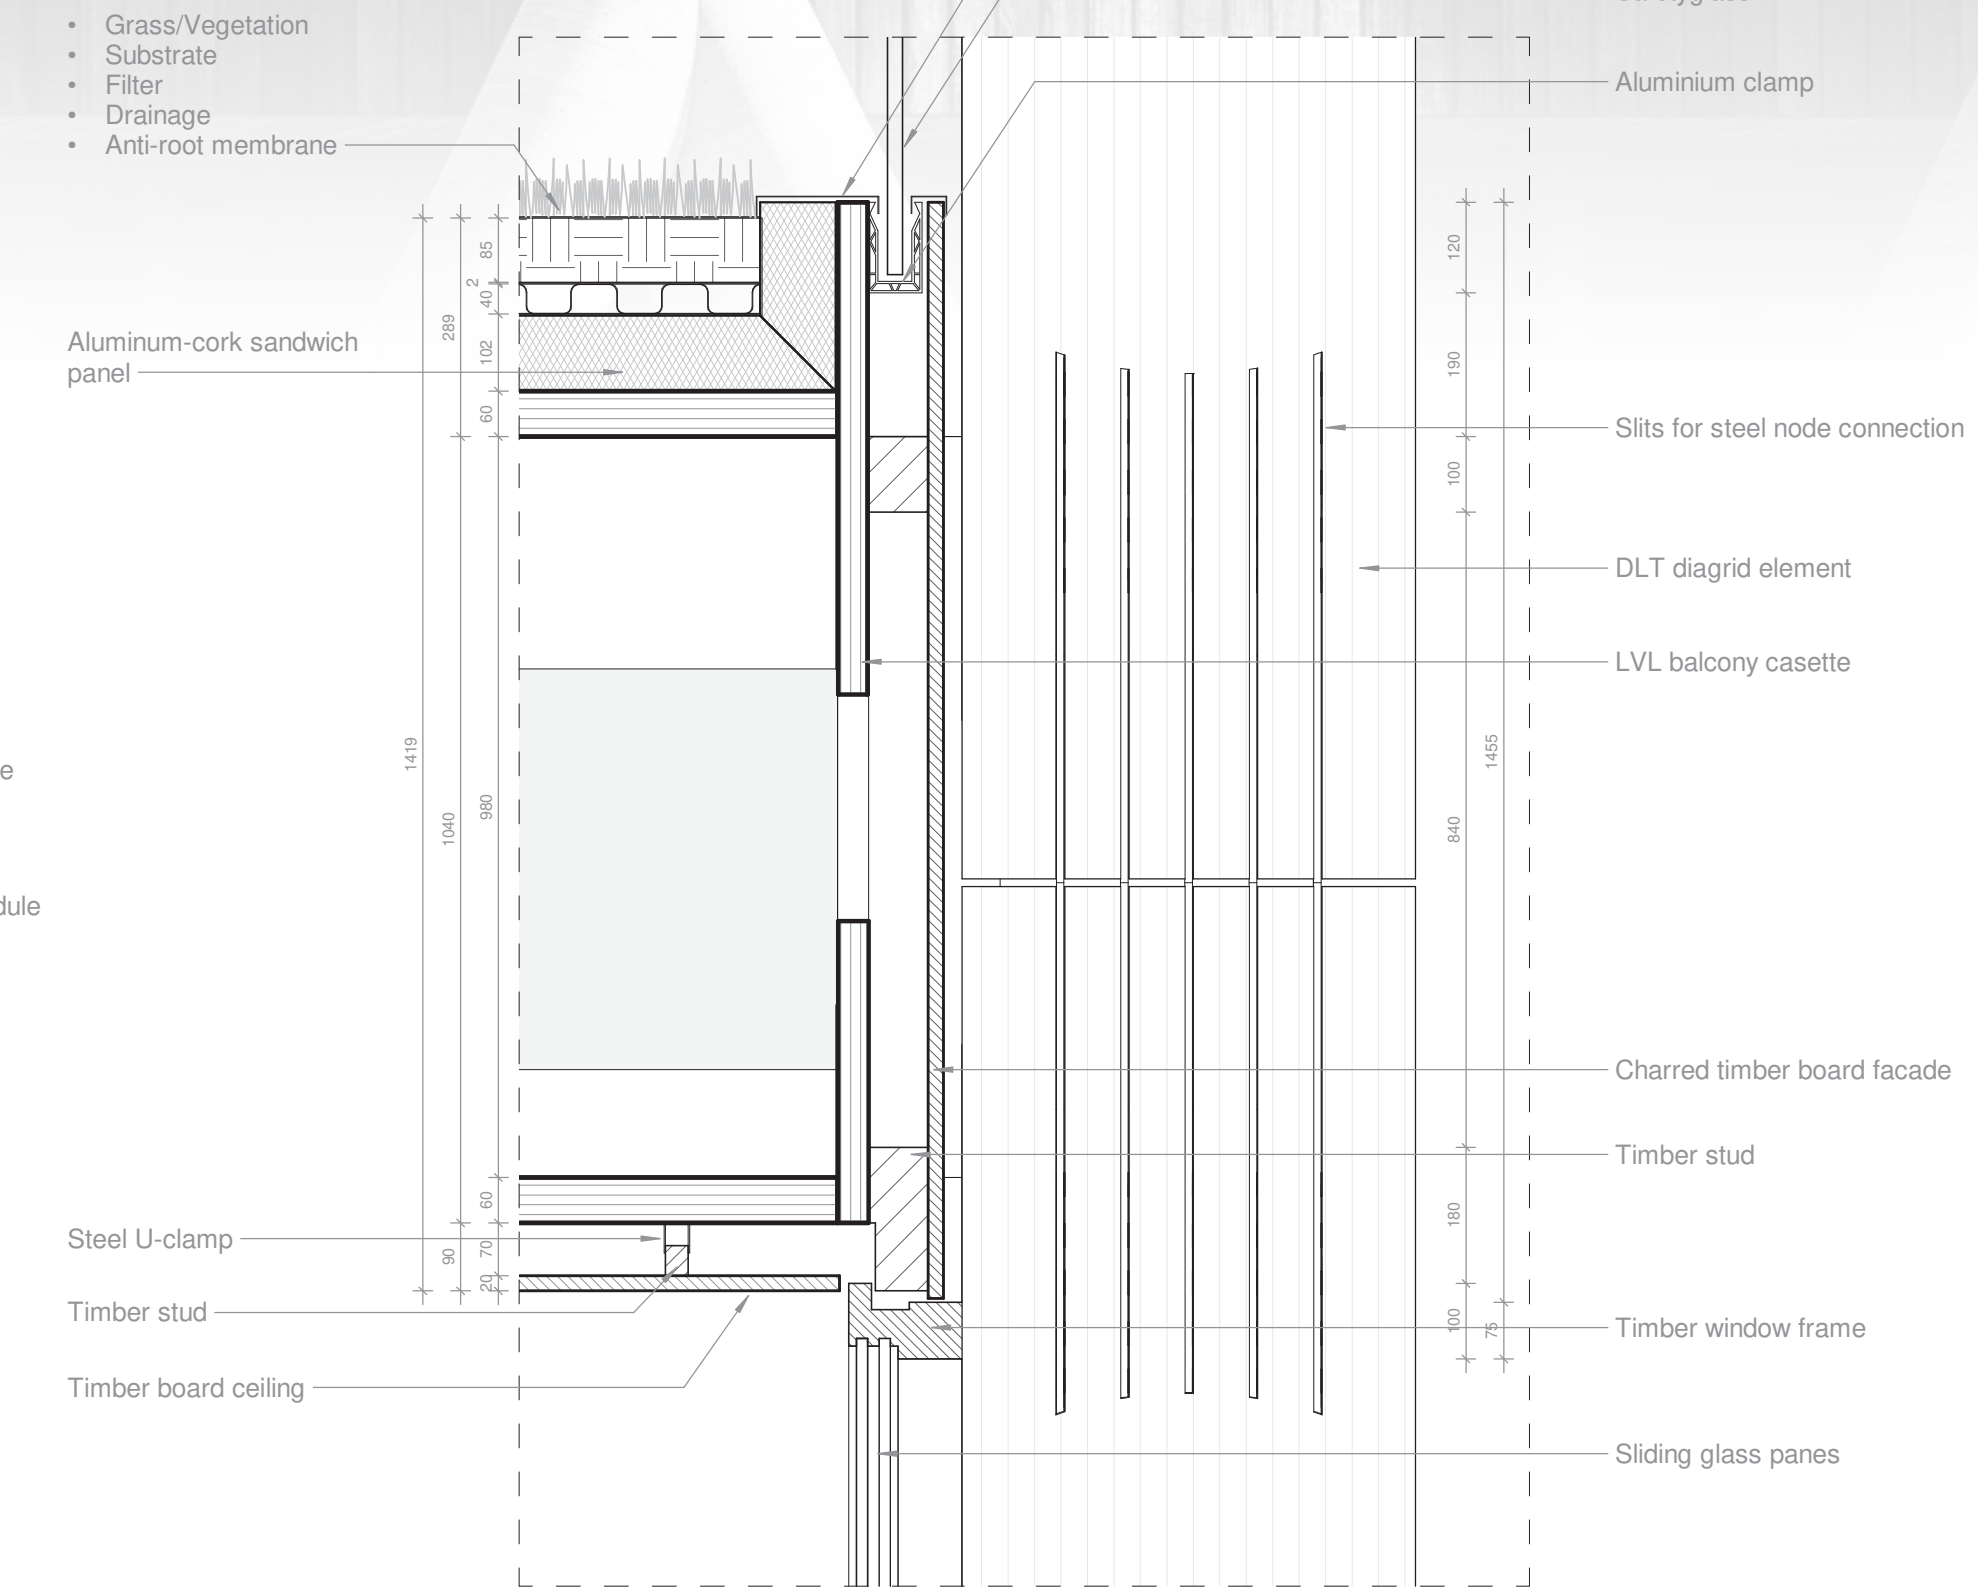 • Grass/Vegetation
• Substrate
• Filter
• Drainage
• Anti-root membrane
Aluminium clamp
85
2
40
289
102
60
120
190
100
Aluminum-cork sandwich
panel
Slits for steel node connection
DLT diagrid element
LVL balcony casette
1419
1040
980
1455
840
e
dule
Charred timber board facade
Timber stud
60
180
Steel U-clamp
90
70
20
Timber stud
100
75
Timber window frame
Timber board ceiling
Sliding glass panes